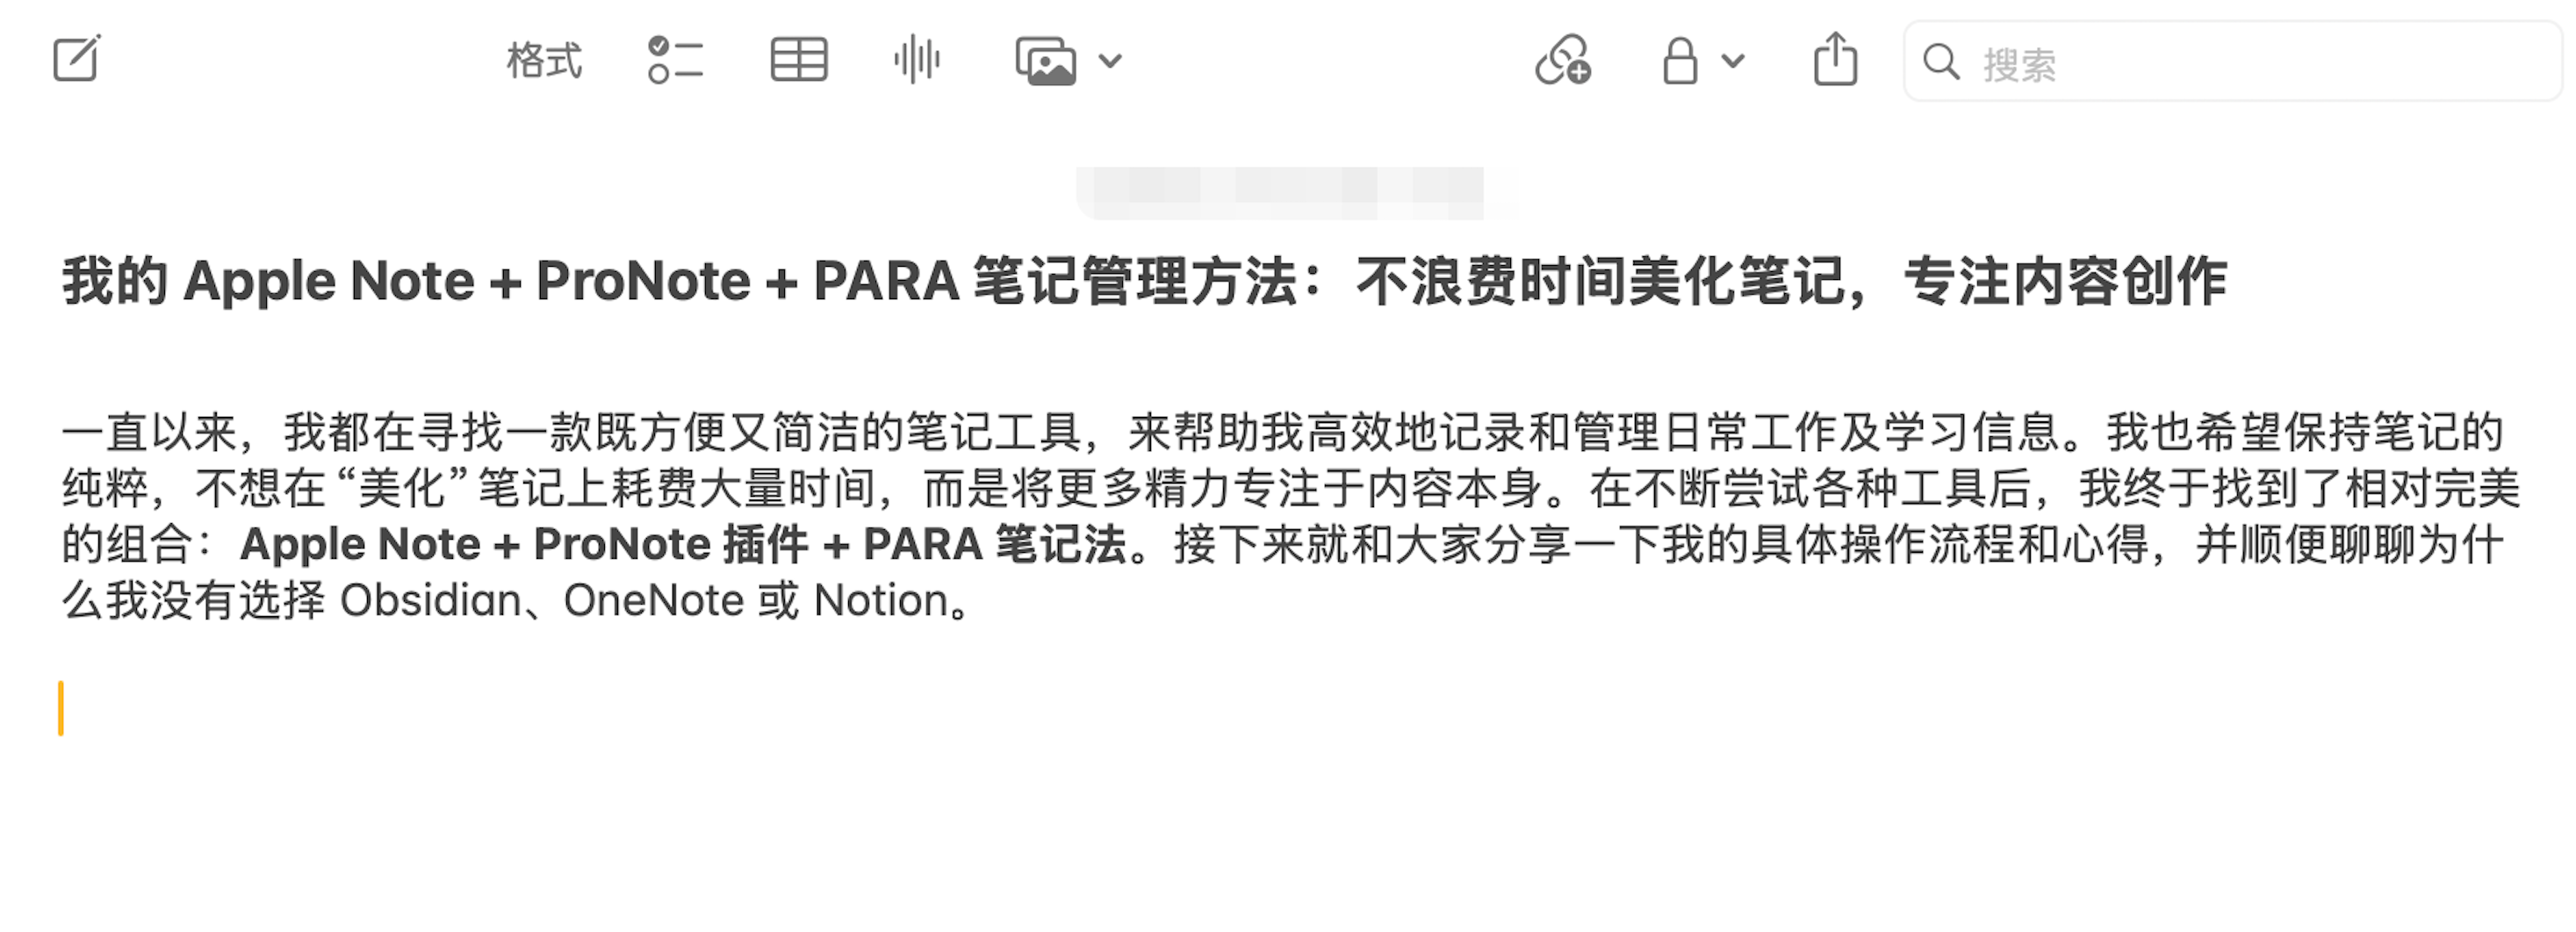 格式
搜索
我的 Apple Note + ProNote + PARA 笔记管理方法：不浪费时间美化笔记，专注内容创作
一直以来，我都在寻找一款既方便又简洁的笔记工具，来帮助我高效地记录和管理日常工作及学习信息。我也希望保持笔记的
纯粹，不想在“美化”笔记上耗费大量时间，而是将更多精力专注于内容本身。在不断尝试各种工具后，我终于找到了相对完美
的组合：Apple Note + ProNote 插件 + PARA 笔记法。接下来就和大家分享一下我的具体操作流程和心得，并顺便聊聊为什
么我没有选择 Obsidian、OneNote 或 Notion。